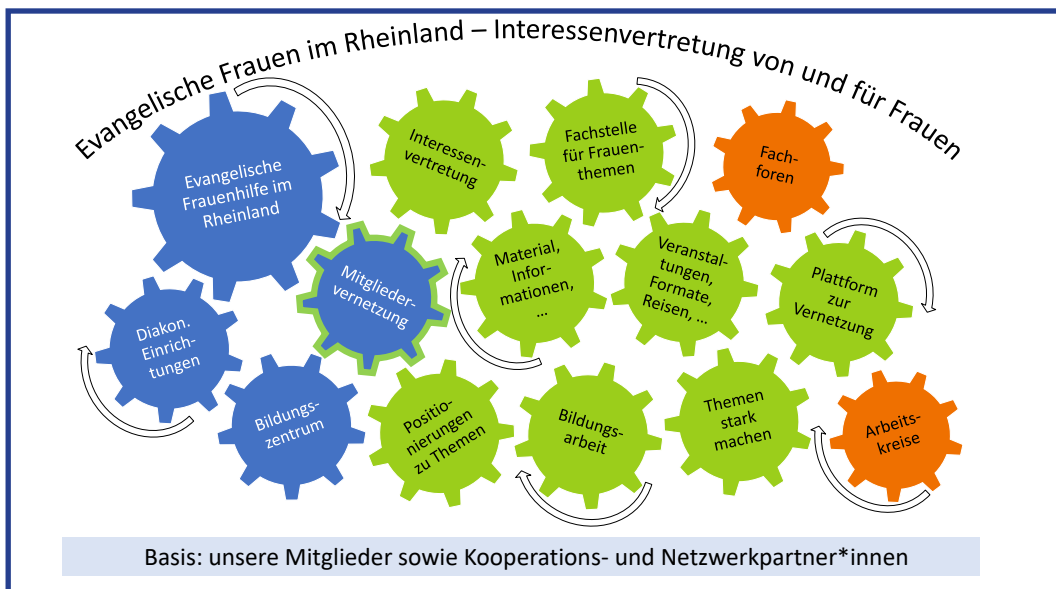 Evangelische Frauen im Rheinland – Interessenvertretung von und für Frauen
Evangelische
Frauenhilfe im
Rheinland
Interessen-
vertretung
Fachstelle
für Frauen-
themen
Fach-
foren
Mitglieder-
vernetzung
Material,
Infor-
mationen,
...
Veranstal-
tungen,
Formate,
Reisen, ...
Plattform
zur
Vernetzung
Diakon.
Einrich-
tungen
Bildungs-
zentrum
Positio-
nierungen
zu Themen
Bildungs-
arbeit
Themen
stark
machen
Arbeits-
kreise
Basis: unsere Mitglieder sowie Kooperations- und Netzwerkpartner*innen